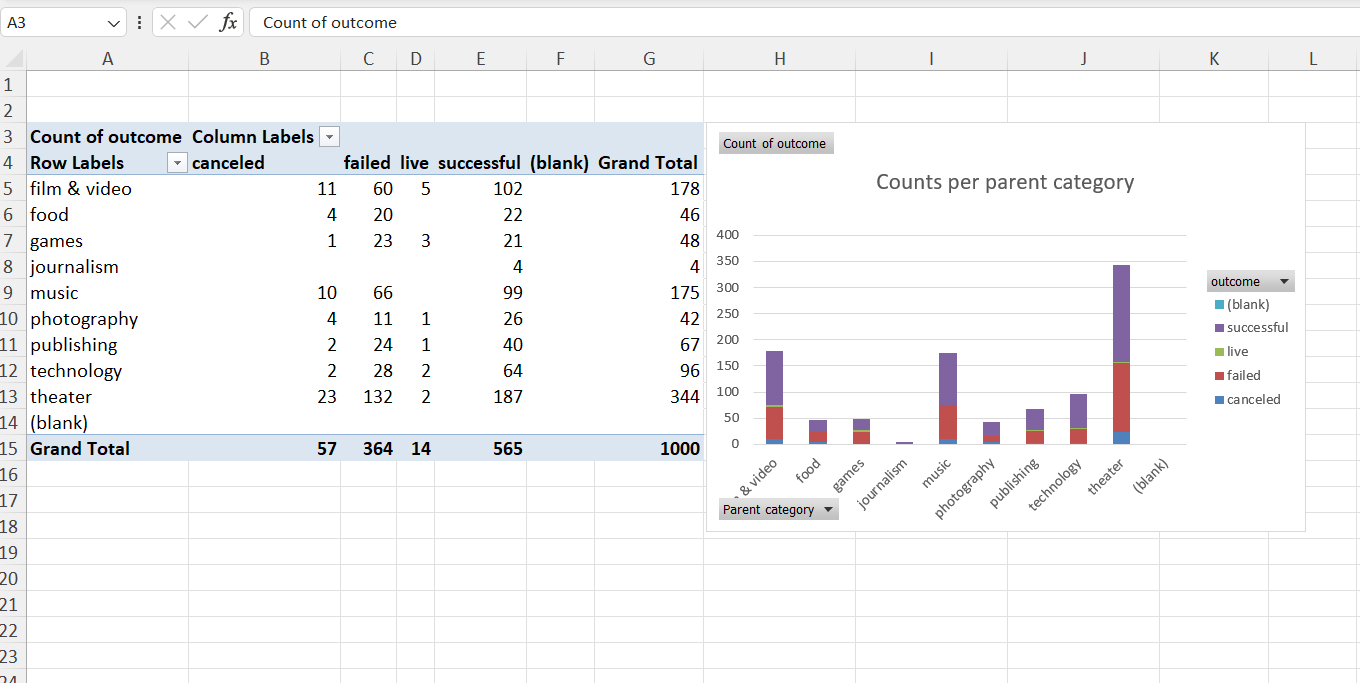 A3 fx Count of outcome
A B C D E F G H I J K L
1
2
3 Count of outcome Column Labels
4 Row Labels canceled failed live successful (blank) Grand Total
5 film & video 11 60 5 102 178
6 food 4 20 22 46
7 games 1 23 3 21 48
8 journalism 4 4
9 music 10 66 99 175
10 photography 4 11 1 26 42
11 publishing 2 24 1 40 67
12 technology 2 28 2 64 96
13 theater 23 132 2 187 344
14 (blank)
15 Grand Total 57 364 14 565 1000
16
17
18
19
20
21
22
23
24
Count of outcome
Counts per parent category
400
350
300
250
200
150
100
50
0
& video food games journalism music photography publishing technology theater (blank)
Parent category
outcome
(blank)
successful
live
failed
canceled